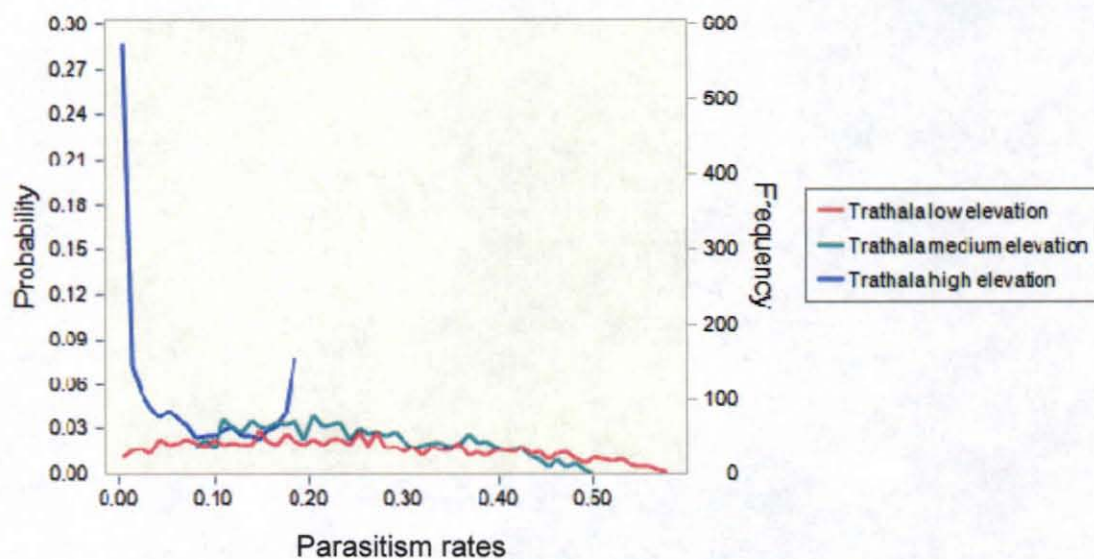 0.30
0.27
0.24
0.21
0.18
0.15
0.12
0.09
0.06
0.03
0.00
Probability
600
500
400
300
200
100
0
Frequency
0.00 0.10 0.20 0.30 0.40 0.50
Parasitism rates
Trathala low elevation
Trathala medium elevation
Trathala high elevation